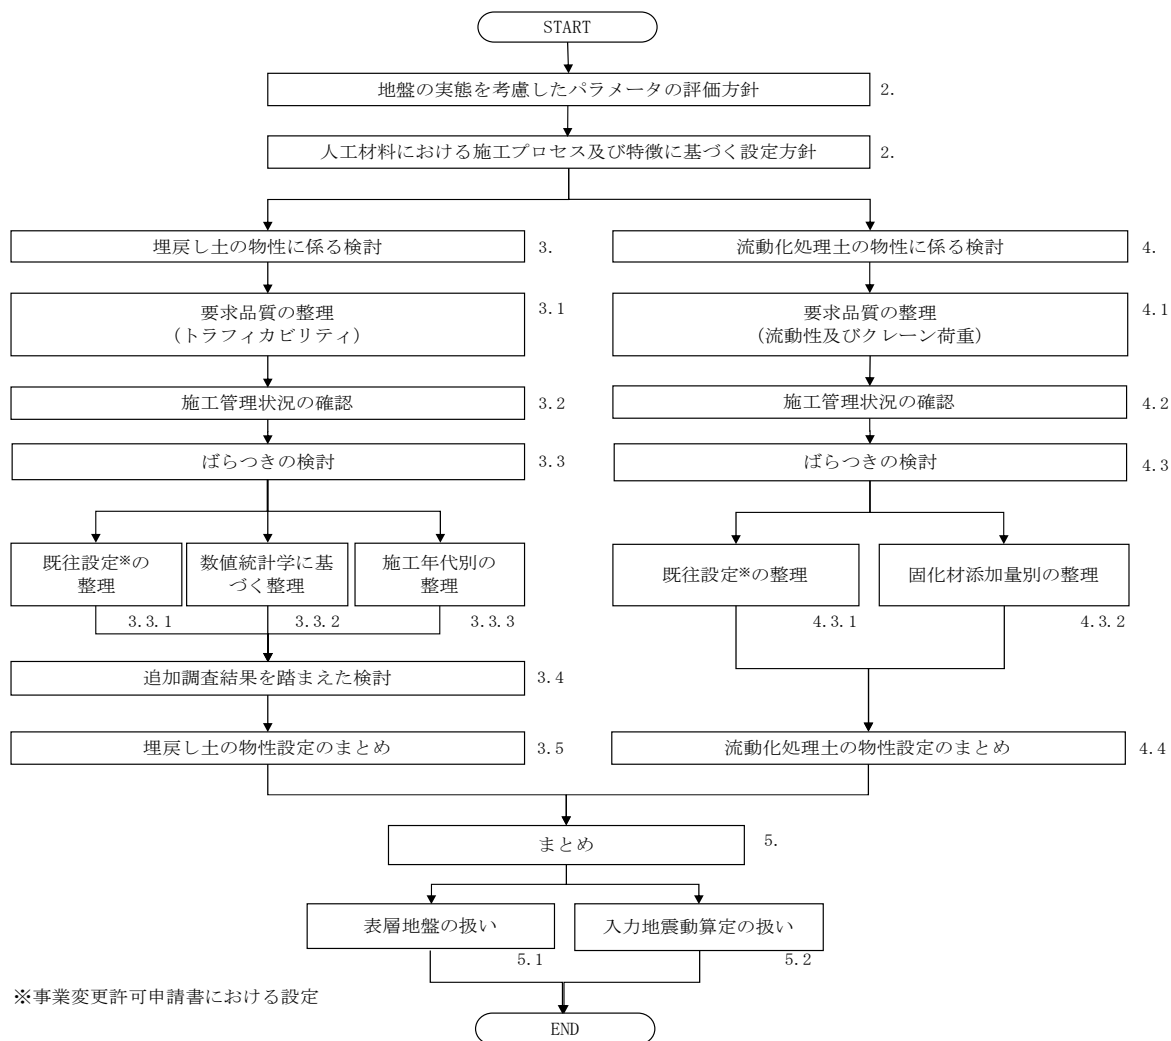 START
地盤の実態を考慮したパラメータの評価方針
2.
人工材料における施工プロセス及び特徴に基づく設定方針
2.
埋戻し土の物性に係る検討
3.
要求品質の整理
（トラフィカビリティ）
3.1
施工管理状況の確認
3.2
ばらつきの検討
3.3
既往設定※の
整理
3.3.1
数値統計学に基
づく整理
3.3.2
施工年代別の
整理
3.3.3
追加調査結果を踏まえた検討
3.4
埋戻し土の物性設定のまとめ
3.5
流動化処理土の物性に係る検討
4.
要求品質の整理
（流動性及びクレーン荷重）
4.1
施工管理状況の確認
4.2
ばらつきの検討
4.3
既往設定※の整理
4.3.1
固化材添加量別の整理
4.3.2
流動化処理土の物性設定のまとめ
4.4
まとめ
5.
表層地盤の扱い
5.1
入力地震動算定の扱い
5.2
※事業変更許可申請書における設定
END